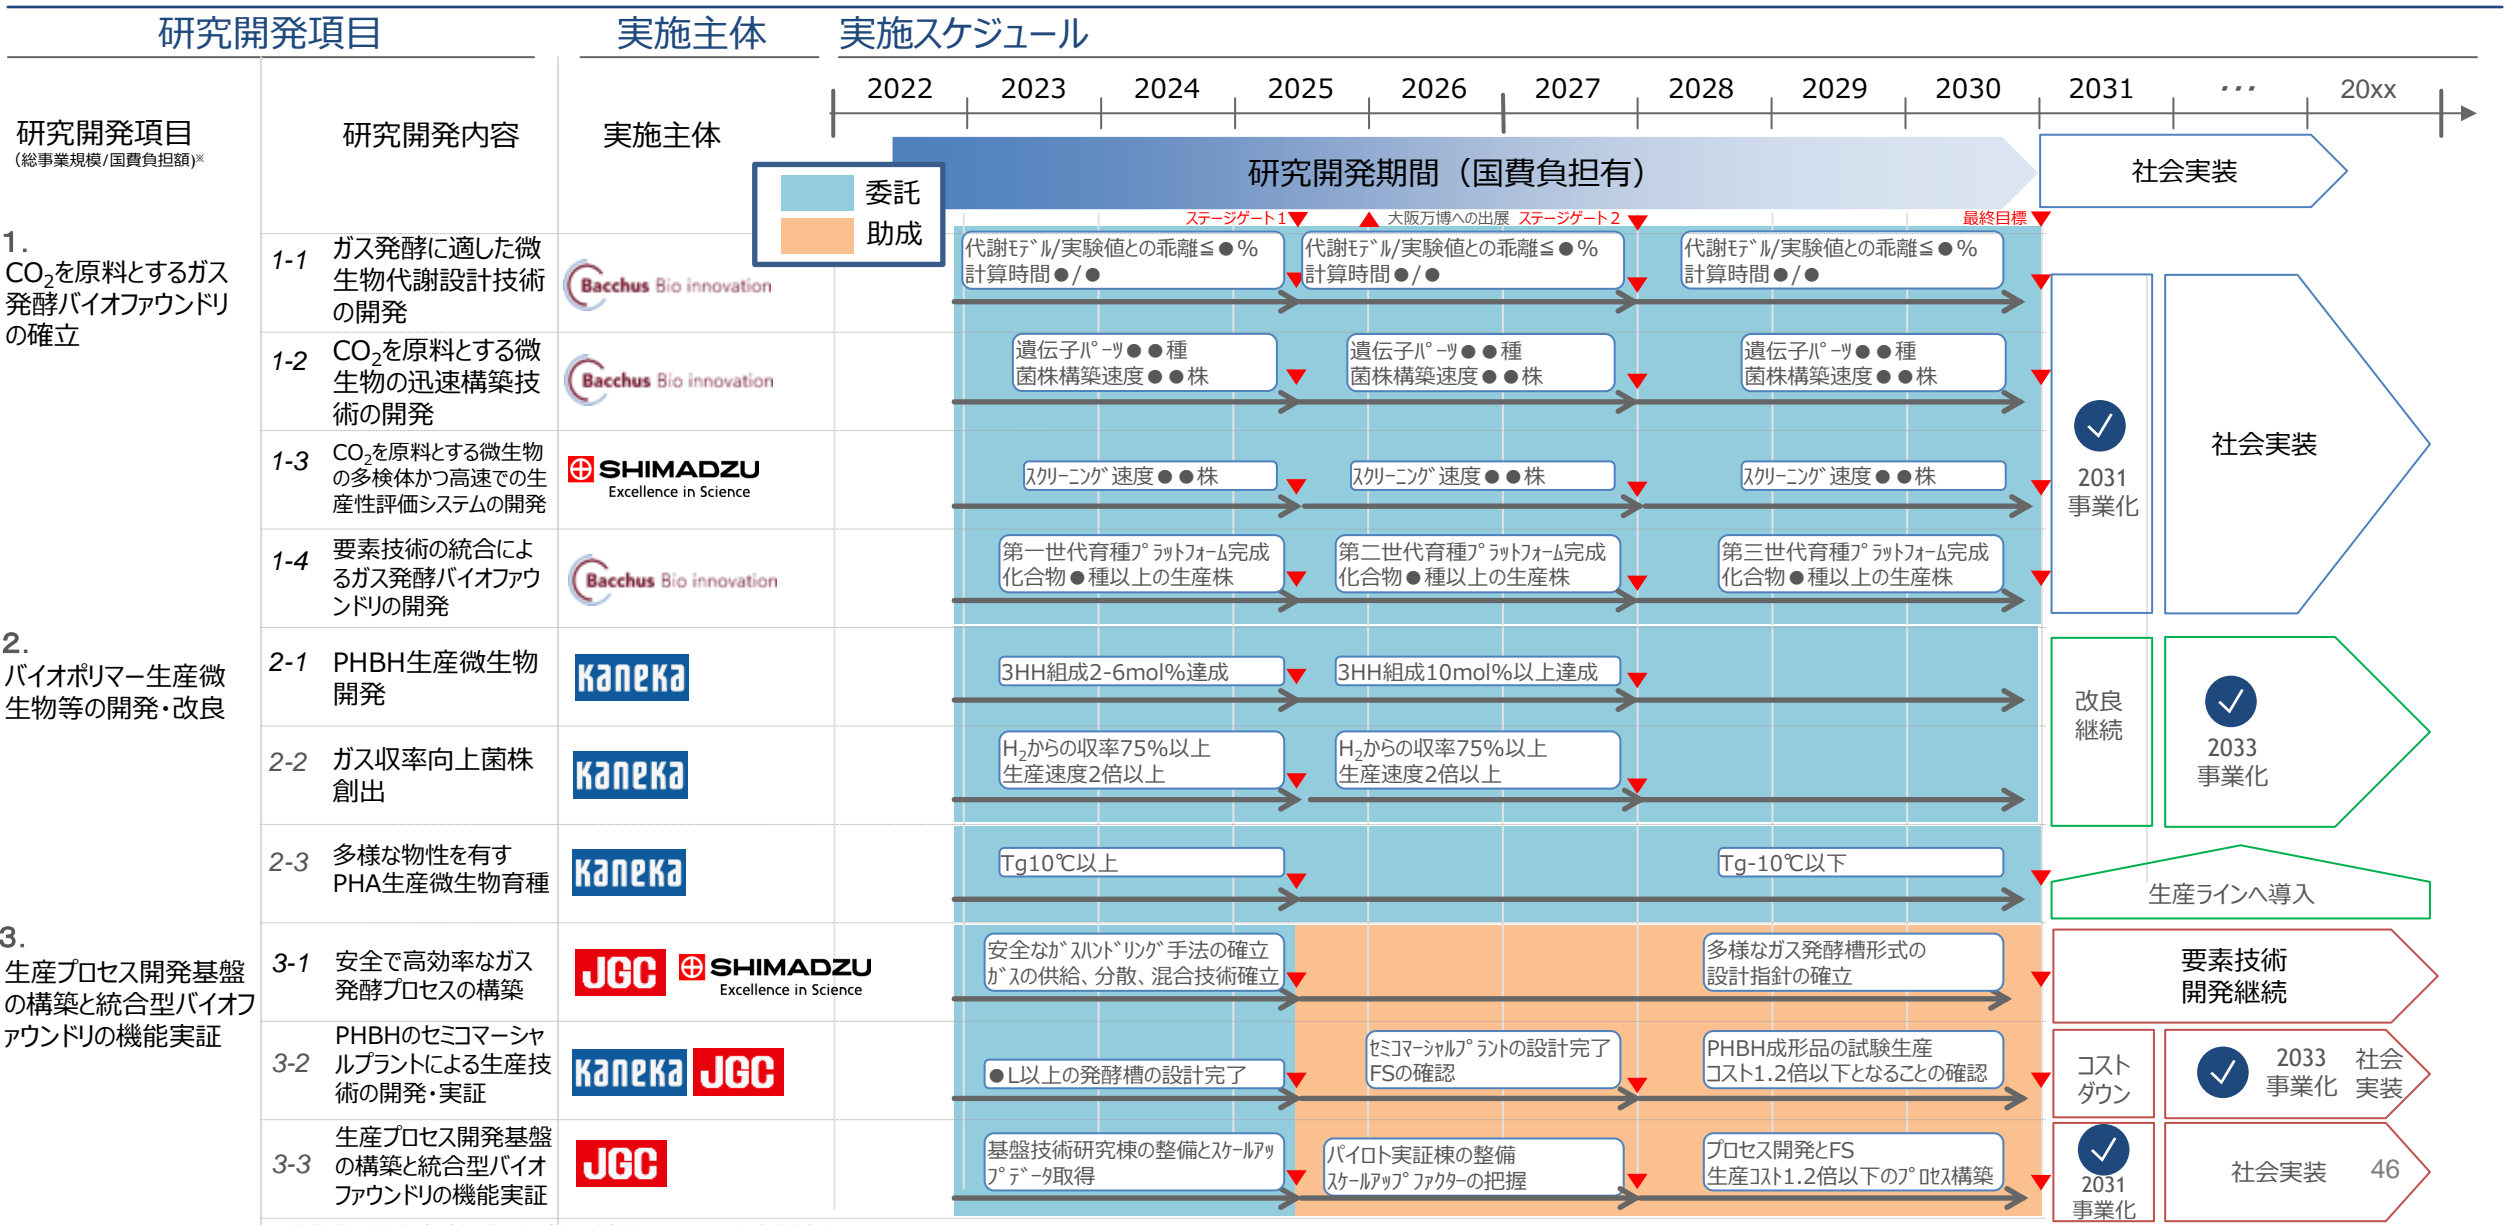 研究開発項目
実施主体
実施スケジュール
2022 2023 2024 2025 2026 2027 2028 2029 2030 2031 ... 20xx
研究開発項目
(総事業規模/国費負担額)※
研究開発内容
実施主体
研究開発期間（国費負担有）
社会実装
委託
助成
ステージゲート1
大阪万博への出展
ステージゲート2
最終目標
1.
CO2を原料とするガス
発酵バイオファウンドリ
の確立
1-1
ガス発酵に適した微
生物代謝設計技術
の開発
Bacchus Bio innovation
代謝ﾓﾃﾞﾙ/実験値との乖離≦●%
計算時間●/●
代謝ﾓﾃﾞﾙ/実験値との乖離≦●%
計算時間●/●
代謝ﾓﾃﾞﾙ/実験値との乖離≦●%
計算時間●/●
1-2
CO2を原料とする微
生物の迅速構築技
術の開発
Bacchus Bio innovation
遺伝子ﾊﾟｰﾂ●●種
菌株構築速度●●株
遺伝子ﾊﾟｰﾂ●●種
菌株構築速度●●株
遺伝子ﾊﾟｰﾂ●●種
菌株構築速度●●株
1-3
CO2を原料とする微生物
の多検体かつ高速での生
産性評価システムの開発
SHIMADZU
Excellence in Science
ｽｸﾘｰﾆﾝｸﾞ速度●●株
ｽｸﾘｰﾆﾝｸﾞ速度●●株
ｽｸﾘｰﾆﾝｸﾞ速度●●株
2031
事業化
社会実装
1-4
要素技術の統合によ
るガス発酵バイオファウ
ンドリの開発
Bacchus Bio innovation
第一世代育種ﾌﾟﾗｯﾄﾌｫｰﾑ完成
化合物●種以上の生産株
第二世代育種ﾌﾟﾗｯﾄﾌｫｰﾑ完成
化合物●種以上の生産株
第三世代育種ﾌﾟﾗｯﾄﾌｫｰﾑ完成
化合物●種以上の生産株
2.
バイオポリマー生産微
生物等の開発・改良
2-1
PHBH生産微生物
開発
kaneka
3HH組成2-6mol%達成
3HH組成10mol%以上達成
改良
継続
2033
事業化
2-2
ガス収率向上菌株
創出
kaneka
H2からの収率75%以上
生産速度2倍以上
H2からの収率75%以上
生産速度2倍以上
2-3
多様な物性を有す
PHA生産微生物育種
kaneka
Tg10℃以上
Tg-10℃以下
生産ラインへ導入
3.
生産プロセス開発基盤
の構築と統合型バイオフ
ァウンドリの機能実証
3-1
安全で高効率なガス
発酵プロセスの構築
JGC
SHIMADZU
Excellence in Science
安全なｶﾞｽﾊﾝﾄﾞﾘﾝｸﾞ手法の確立
ｶﾞｽの供給、分散、混合技術確立
多様なガス発酵槽形式の
設計指針の確立
要素技術
開発継続
3-2
PHBHのセミコマーシャ
ルプラントによる生産技
術の開発・実証
kaneka
JGC
●L以上の発酵槽の設計完了
ｾﾐｺﾏｰｼｬﾙﾌﾟﾗﾝﾄの設計完了
FSの確認
PHBH成形品の試験生産
コスト1.2倍以下となることの確認
コスト
ダウン
2033
事業化
社会
実装
3-3
生産プロセス開発基盤
の構築と統合型バイオ
ファウンドリの機能実証
JGC
基盤技術研究棟の整備とｽｹｰﾙｱｯ
ﾌﾟﾃﾞｰﾀ取得
パイロト実証棟の整備
ｽｹｰﾙｱｯﾌﾟﾌｧｸﾀｰの把握
プロセス開発とFS
生産ｺｽﾄ1.2倍以下のﾌﾟﾛｾｽ構築
2031
事業化
社会実装
46